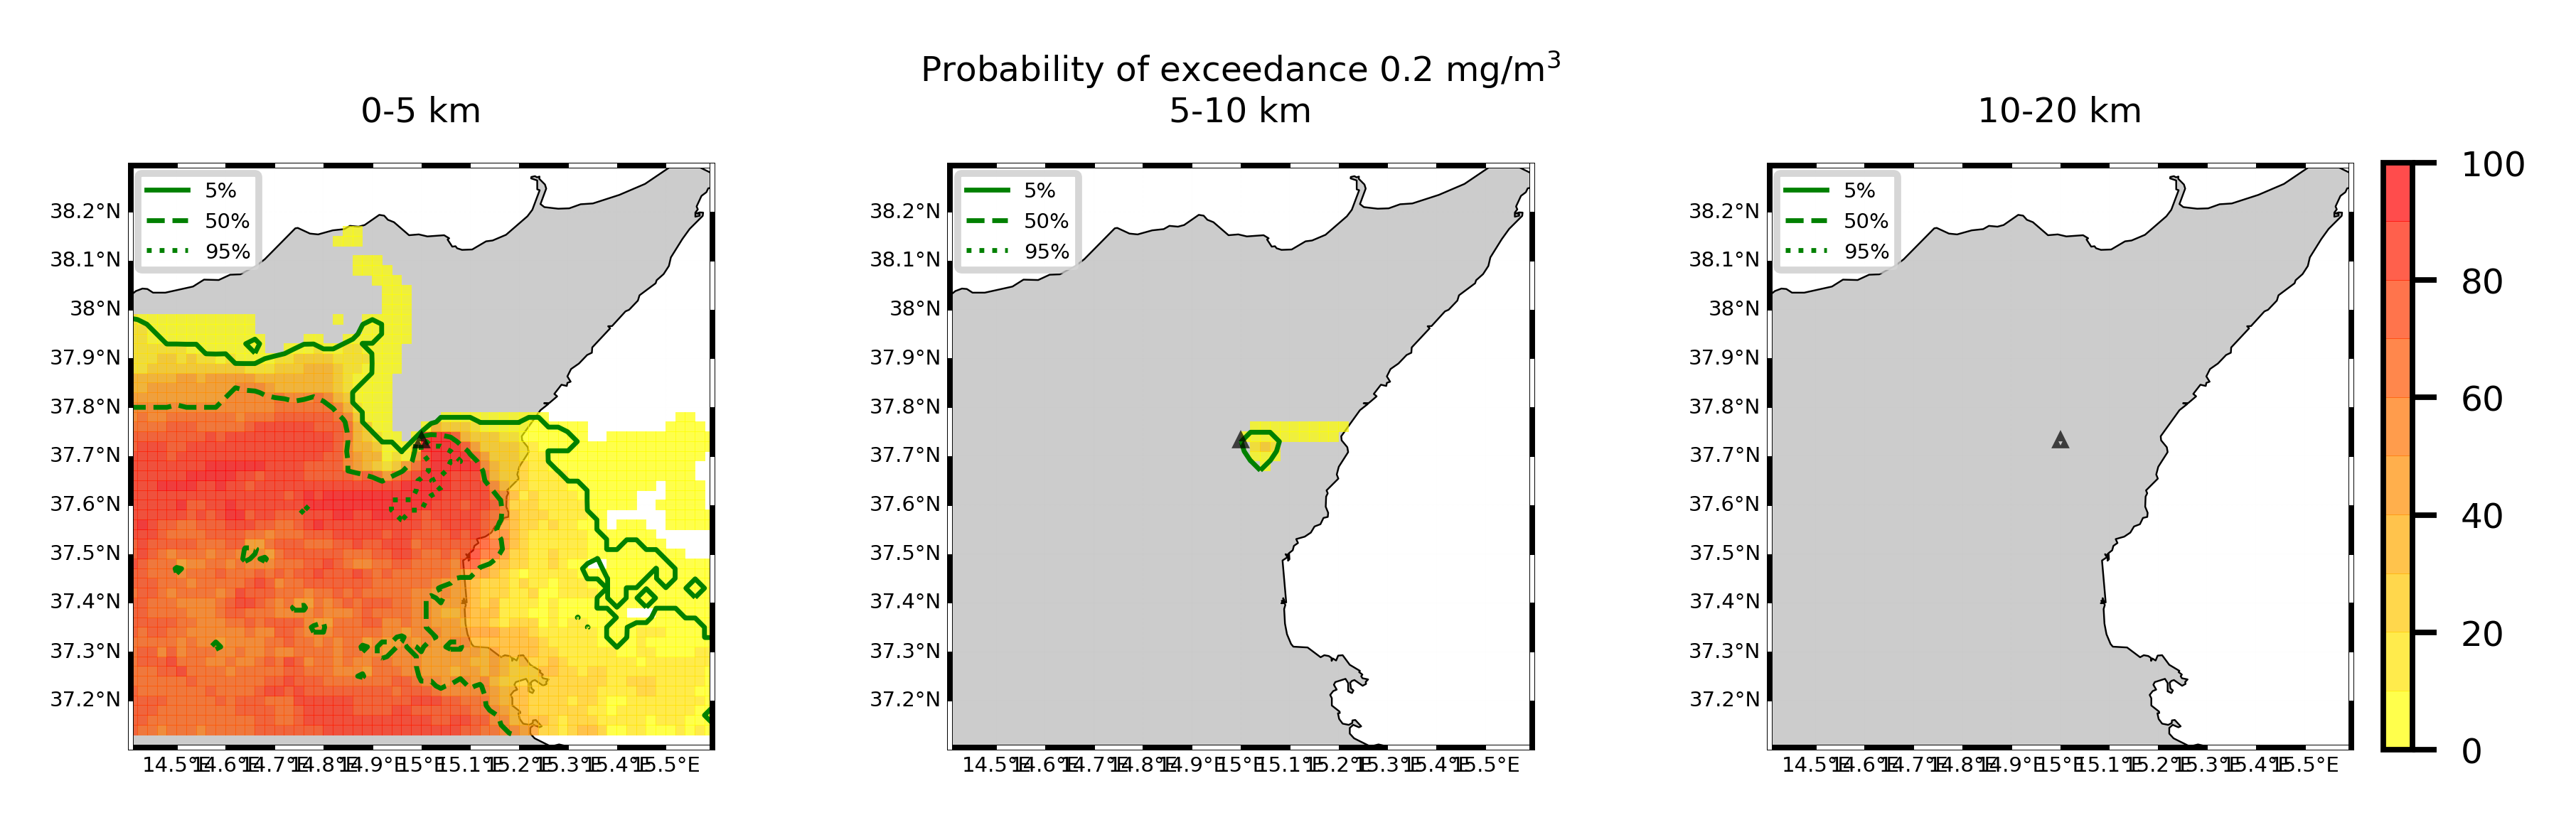 Probability of exceedance 0.2 mg/m³
0-5 km
5-10 km
10-20 km
5%
50%
95%
38.2°N
38.1°N
38°N
37.9°N
37.8°N
37.7°N
37.6°N
37.5°N
37.4°N
37.3°N
37.2°N
14.5°E 14.6°E 14.7°E 14.8°E 14.9°E 15°E 15.1°E 15.2°E 15.3°E 15.4°E 15.5°E
5%
50%
95%
38.2°N
38.1°N
38°N
37.9°N
37.8°N
37.7°N
37.6°N
37.5°N
37.4°N
37.3°N
37.2°N
14.5°E 14.6°E 14.7°E 14.8°E 14.9°E 15°E 15.1°E 15.2°E 15.3°E 15.4°E 15.5°E
5%
50%
95%
38.2°N
38.1°N
38°N
37.9°N
37.8°N
37.7°N
37.6°N
37.5°N
37.4°N
37.3°N
37.2°N
14.5°E 14.6°E 14.7°E 14.8°E 14.9°E 15°E 15.1°E 15.2°E 15.3°E 15.4°E 15.5°E
100
80
60
40
20
0